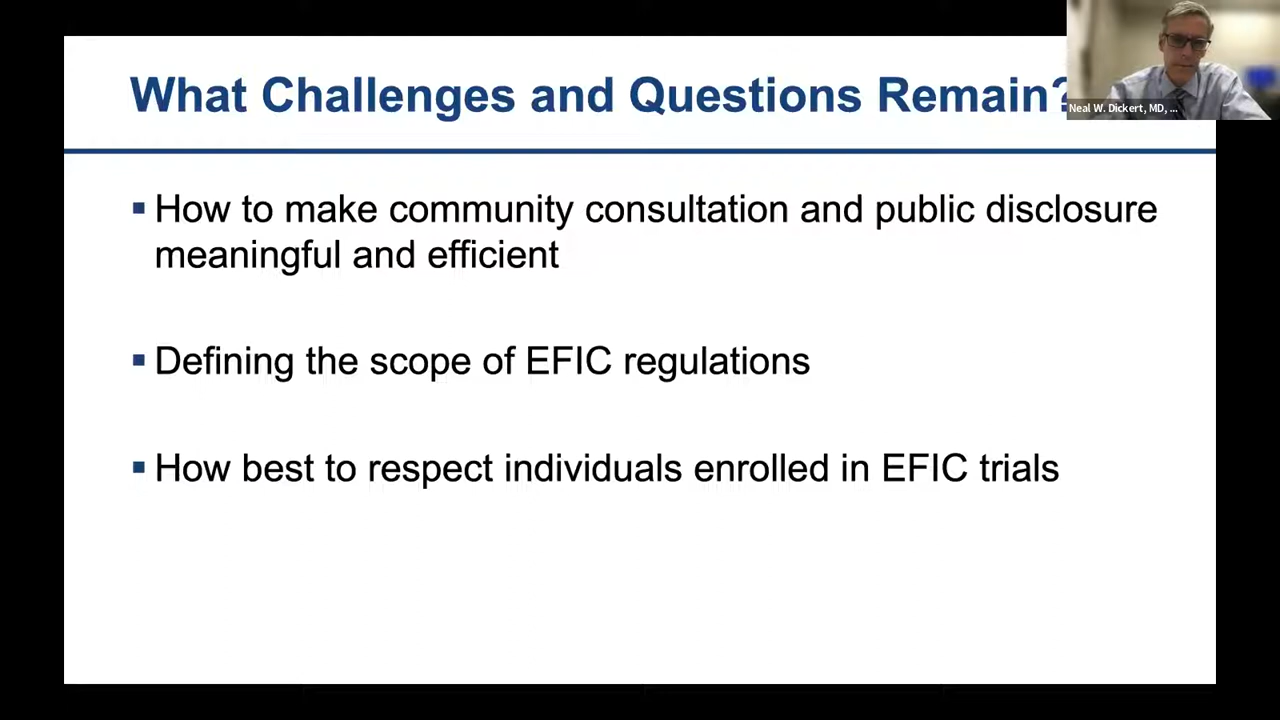 What Challenges and Questions Remain?
Neal W. Dickert, MD, ...
▪ How to make community consultation and public disclosure
meaningful and efficient
▪ Defining the scope of EFIC regulations
▪ How best to respect individuals enrolled in EFIC trials